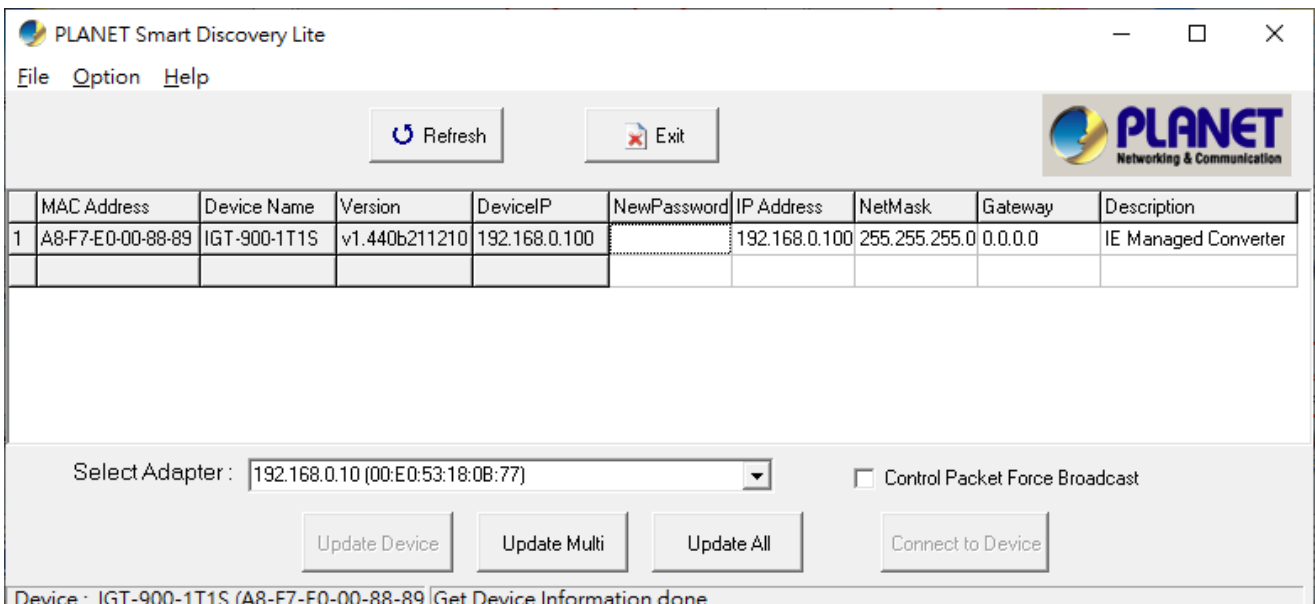 PLANET Smart Discovery Lite
File Option Help
Refresh Exit
PLANET
Networking & Communication
MAC Address Device Name Version DeviceIP NewPassword IP Address NetMask Gateway Description
1 A8-F7-E0-00-88-89 IGT-900-1T1S v1.440b211210 192.168.0.100 192.168.0.100 255.255.255.0 0.0.0.0 IE Managed Converter
Select Adapter : 192.168.0.10 (00:E0:53:18:0B:77) Control Packet Force Broadcast
Update Device Update Multi Update All Connect to Device
Device : IGT-900-1T1S (A8-F7-E0-00-88-89 Get Device Information done